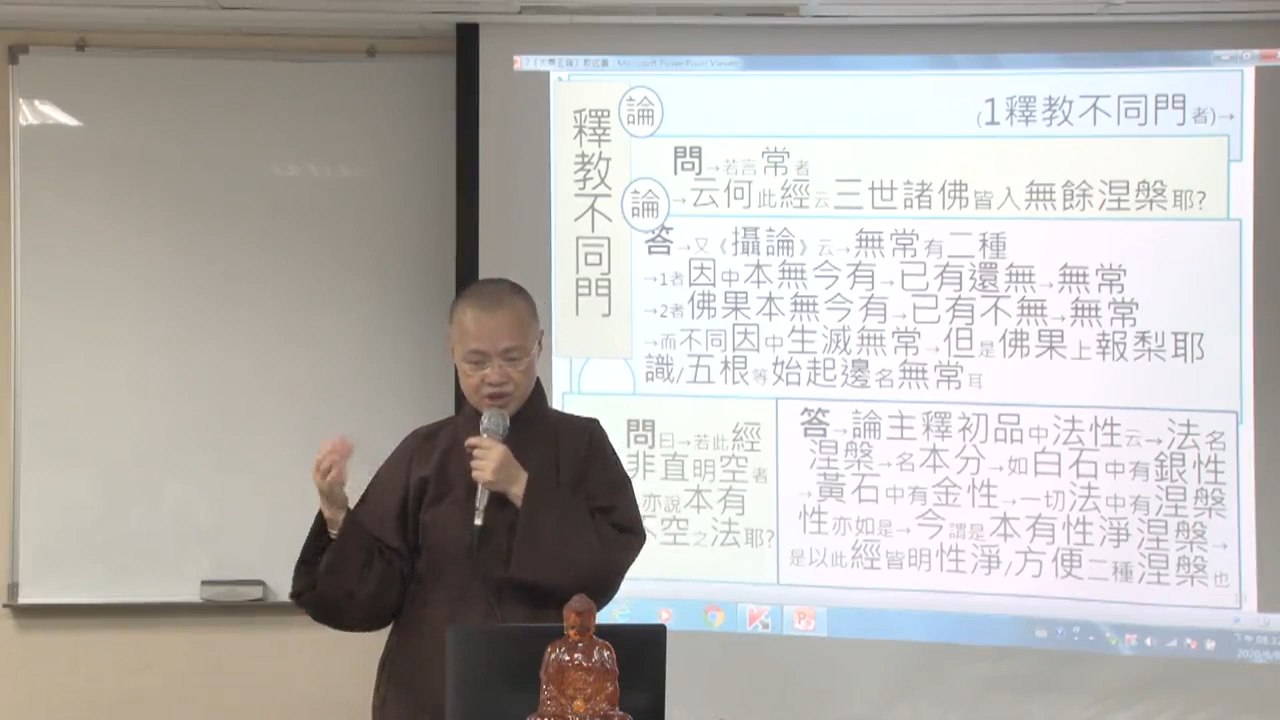 《大乘玄論》 - Microsoft PowerPoint Viewer
釋教不同門
論
(1釋教不同門者)→
問→若言常者
論
→云何此經云三世諸佛皆入無餘涅槃耶?
答→又《攝論》云→無常有二種
→1者因中本無今有→已有還無→無常
→2者佛果本無今有→已有不無→無常
→而不同因中生滅無常→但是佛果上報梨耶
識/五根等始起邊名無常耳
問曰→若此經
非直明空者
亦說本有
不空之法耶?
答→論主釋初品中法性云→法名
涅槃→名本分→如白石中有銀性
→黃石中有金性→一切法中有涅槃
性亦如是→今謂是本有性淨涅槃→
是以此經皆明性淨/方便二種涅槃也